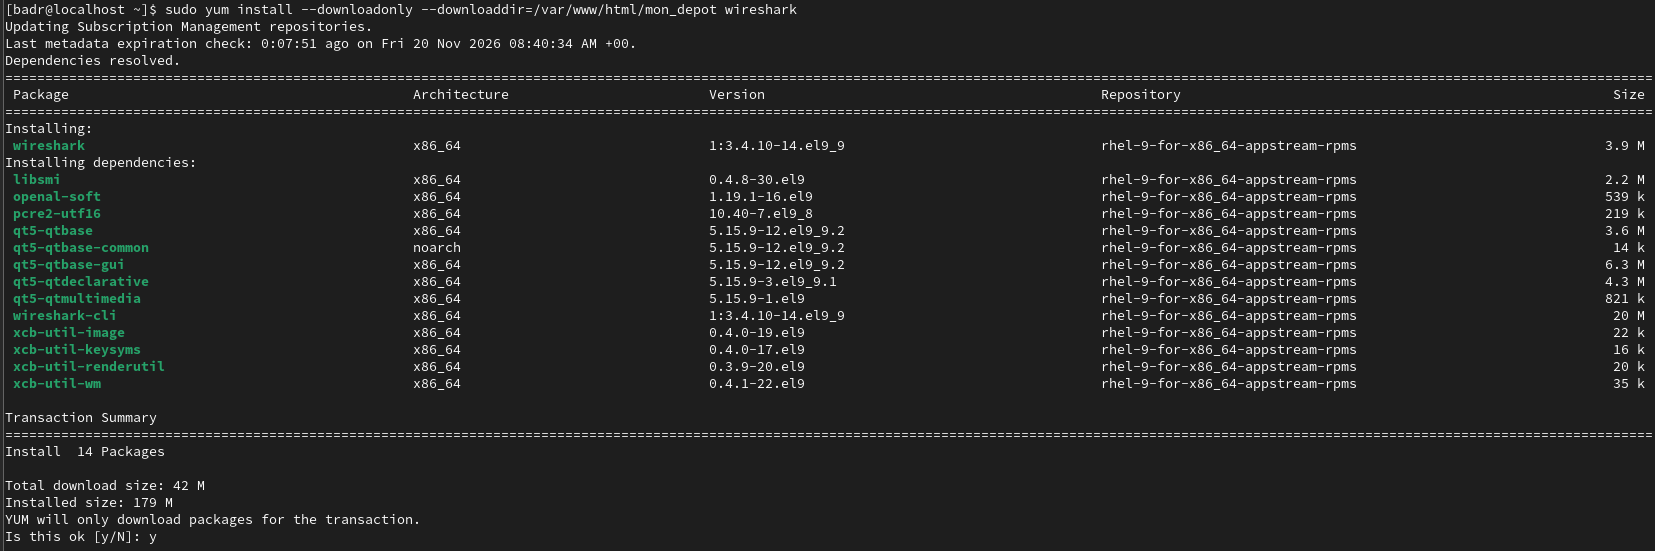 [badr@localhost ~]$ sudo yum install --downloadonly --downloaddir=/var/www/html/mon_depot wireshark
Updating Subscription Management repositories.
Last metadata expiration check: 0:07:51 ago on Fri 20 Nov 2026 08:40:34 AM +00.
Dependencies resolved.
Package Architecture Version Repository Size
Installing:
wireshark x86_64 1:3.4.10-14.el9_9 rhel-9-for-x86_64-appstream-rpms 3.9 M
Installing dependencies:
libsmi x86_64 0.4.8-30.el9 rhel-9-for-x86_64-appstream-rpms 2.2 M
openal-soft x86_64 1.19.1-16.el9 rhel-9-for-x86_64-appstream-rpms 539 k
pcre2-utf16 x86_64 10.40-7.el9_8 rhel-9-for-x86_64-appstream-rpms 219 k
qt5-qtbase x86_64 5.15.9-12.el9_9.2 rhel-9-for-x86_64-appstream-rpms 3.6 M
qt5-qtbase-common noarch 5.15.9-12.el9_9.2 rhel-9-for-x86_64-appstream-rpms 14 k
qt5-qtbase-gui x86_64 5.15.9-12.el9_9.2 rhel-9-for-x86_64-appstream-rpms 6.3 M
qt5-qtdeclarative x86_64 5.15.9-3.el9_9.1 rhel-9-for-x86_64-appstream-rpms 4.3 M
qt5-qtmultimedia x86_64 5.15.9-1.el9 rhel-9-for-x86_64-appstream-rpms 821 k
wireshark-cli x86_64 1:3.4.10-14.el9_9 rhel-9-for-x86_64-appstream-rpms 20 M
xcb-util-image x86_64 0.4.0-19.el9 rhel-9-for-x86_64-appstream-rpms 22 k
xcb-util-keysyms x86_64 0.4.0-17.el9 rhel-9-for-x86_64-appstream-rpms 16 k
xcb-util-renderutil x86_64 0.3.9-20.el9 rhel-9-for-x86_64-appstream-rpms 20 k
xcb-util-wm x86_64 0.4.1-22.el9 rhel-9-for-x86_64-appstream-rpms 35 k
Transaction Summary
Install 14 Packages
Total download size: 42 M
Installed size: 179 M
YUM will only download packages for the transaction.
Is this ok [y/N]: y